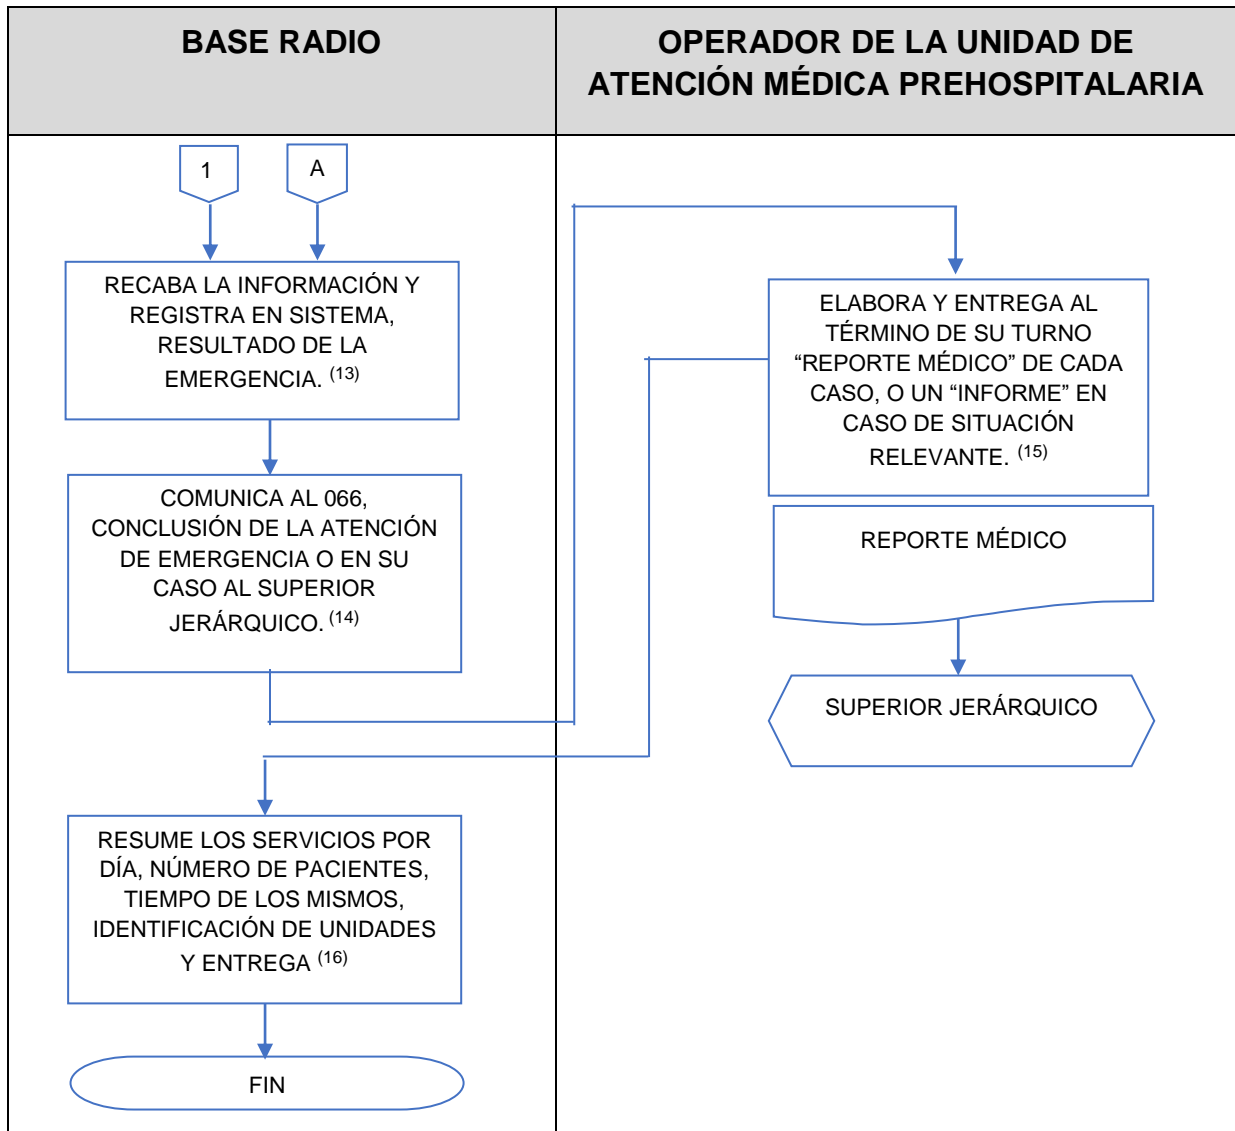 BASE RADIO
OPERADOR DE LA UNIDAD DE
ATENCIÓN MÉDICA PREHOSPITALARIA
1
A
RECABA LA INFORMACIÓN Y
REGISTRA EN SISTEMA,
RESULTADO DE LA
EMERGENCIA. (13)
COMUNICA AL 066,
CONCLUSIÓN DE LA ATENCIÓN
DE EMERGENCIA O EN SU
CASO AL SUPERIOR
JERÁRQUICO. (14)
ELABORA Y ENTREGA AL
TÉRMINO DE SU TURNO
“REPORTE MÉDICO” DE CADA
CASO, O UN “INFORME” EN
CASO DE SITUACIÓN
RELEVANTE. (15)
REPORTE MÉDICO
SUPERIOR JERÁRQUICO
RESUME LOS SERVICIOS POR
DÍA, NÚMERO DE PACIENTES,
TIEMPO DE LOS MISMOS,
IDENTIFICACIÓN DE UNIDADES
Y ENTREGA (16)
FIN